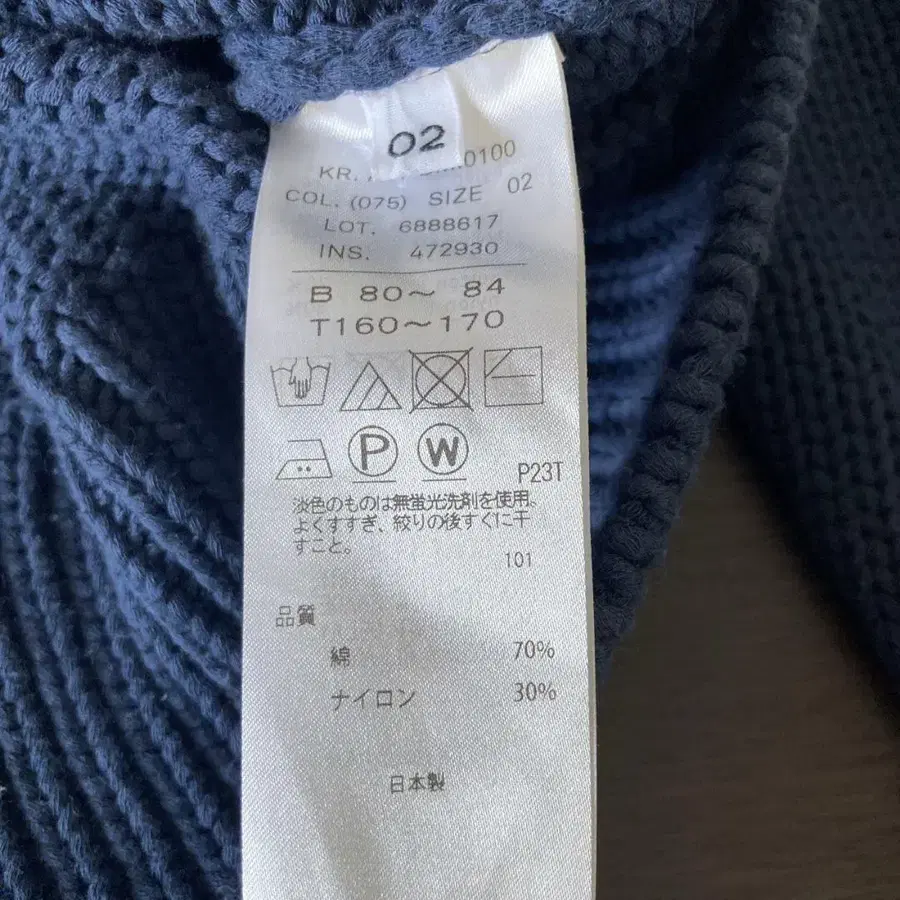 02
KR. 0100
COL. (075) SIZE 02
LOT. 6888617
INS. 472930
B 80～ 84
T160～170
P W
P23T
淡色のものは無蛍光洗剤を使用。
よくすすぎ、絞りの後すぐに干
すこと。
101
品質
綿 70%
ナイロン 30%
日本製